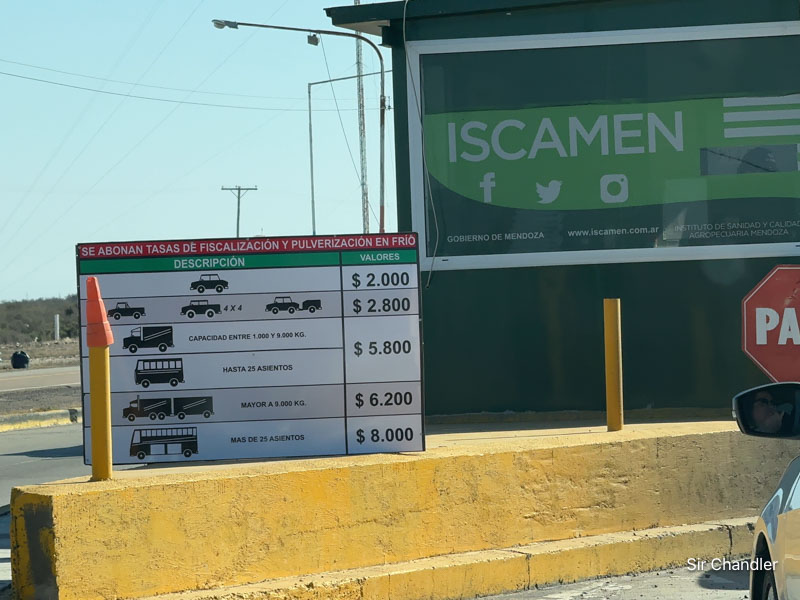 ISCAMEN
GOBIERNO DE MENDOZA
www.iscamen.com.ar
INSTITUTO DE SANIDAD Y CALIDAD
AGROPECUARIA MENDOZA
SE ABONAN TASAS DE FISCALIZACIÓN Y PULVERIZACIÓN EN FRÍO
DESCRIPCIÓN VALORES
$ 2.000
4 X 4 $ 2.800
CAPACIDAD ENTRE 1.000 Y 9.000 KG.
$ 5.800
HASTA 25 ASIENTOS
MAYOR A 9.000 KG. $ 6.200
MAS DE 25 ASIENTOS $ 8.000
PA
Sir Chandler